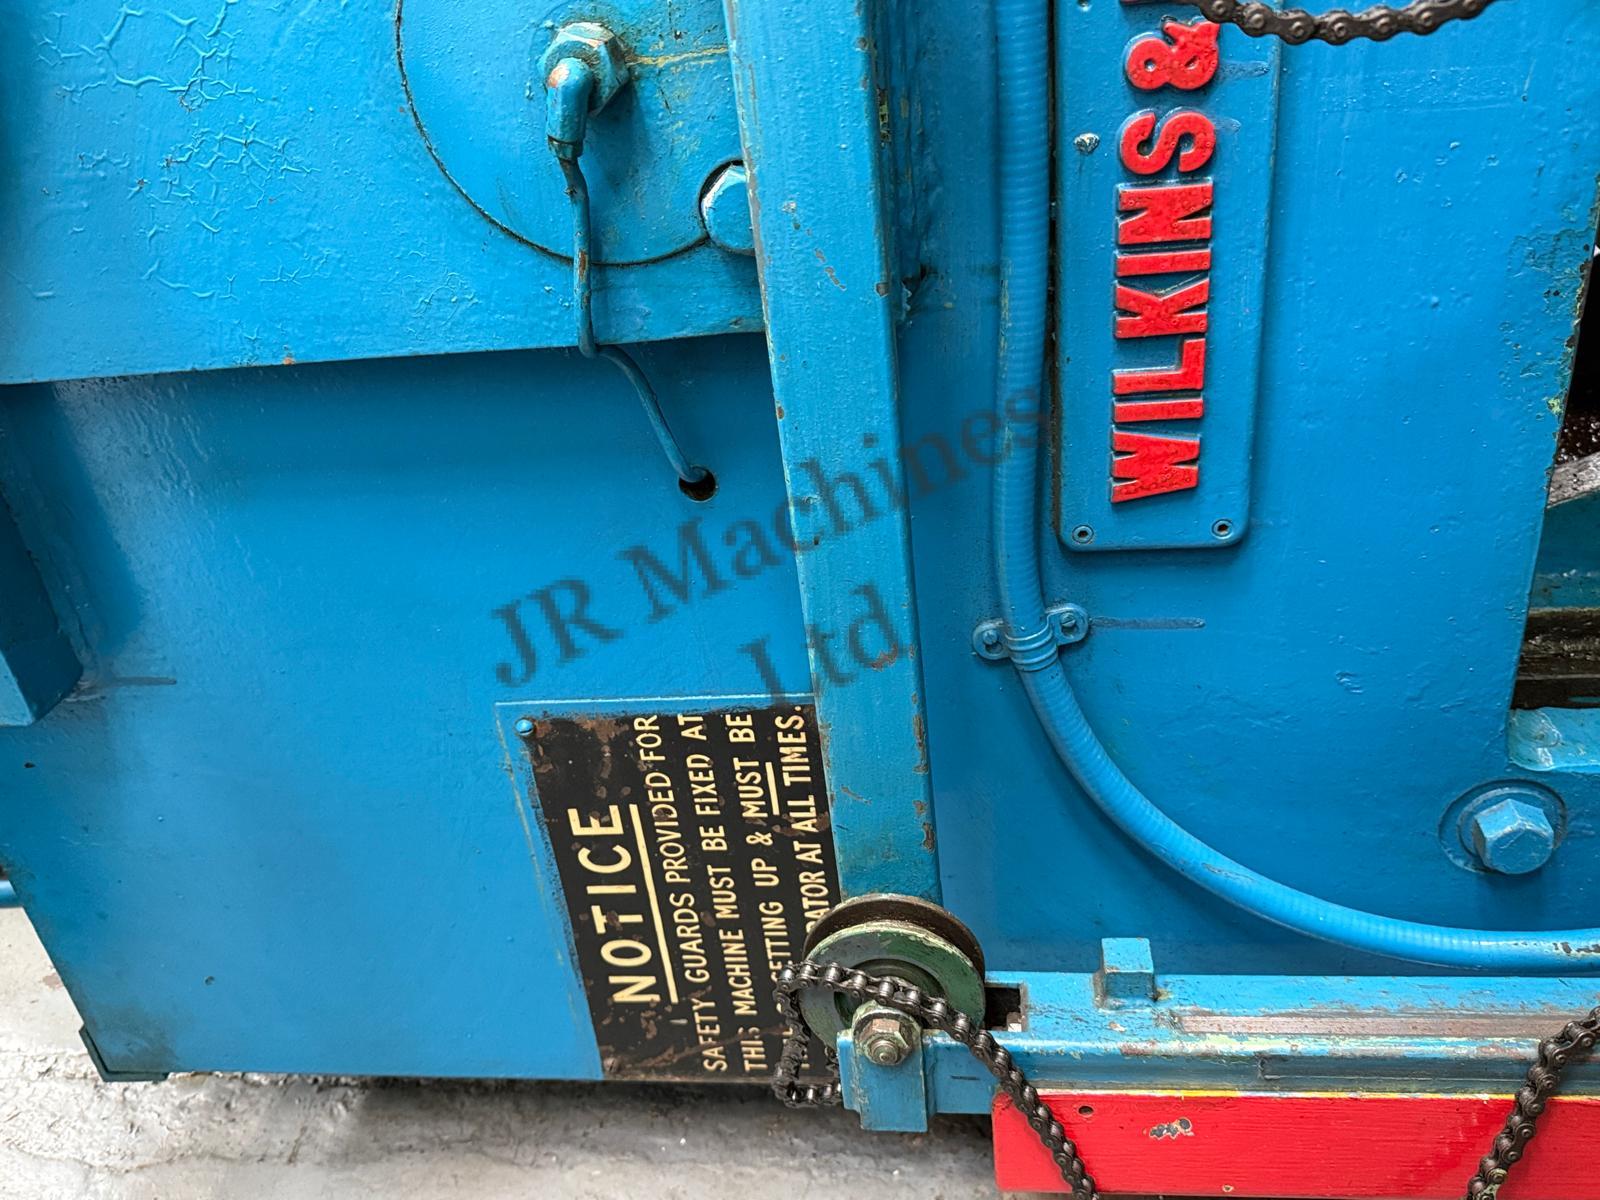 WILKINS &
JR Machines
Ltd
NOTICE
SAFETY GUARDS PROVIDED FOR
THIS MACHINE MUST BE FIXED AT
SETTING UP & MUST BE
AT ALL TIMES.